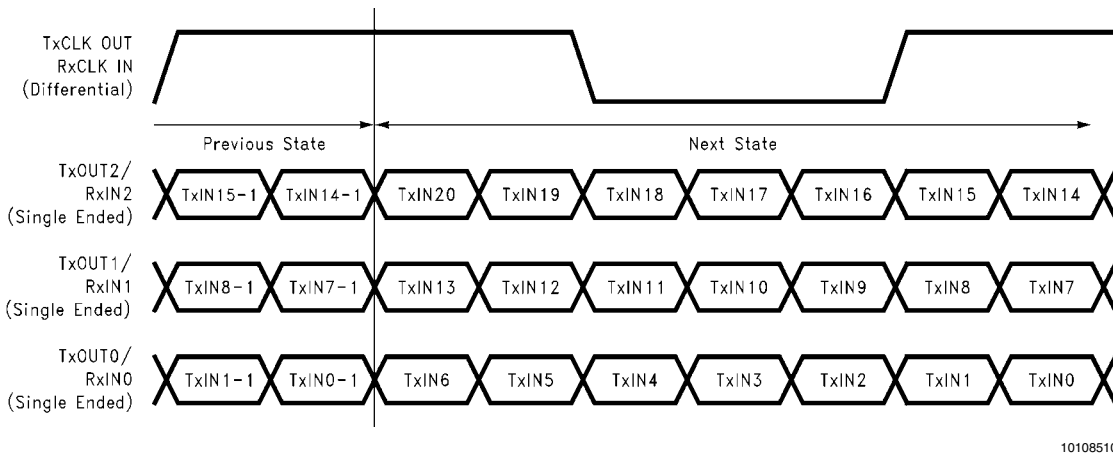 TxCLK OUT
RxCLK IN
(Differential)
Previous State
Next State
TxOUT2/
RxIN2
(Single Ended)
TxIN15-1 TxIN14-1 TxIN20 TxIN19 TxIN18 TxIN17 TxIN16 TxIN15 TxIN14
TxOUT1/
RxIN1
(Single Ended)
TxIN8-1 TxIN7-1 TxIN13 TxIN12 TxIN11 TxIN10 TxIN9 TxIN8 TxIN7
TxOUT0/
RxIN0
(Single Ended)
TxIN1-1 TxIN0-1 TxIN6 TxIN5 TxIN4 TxIN3 TxIN2 TxIN1 TxIN0
10108510